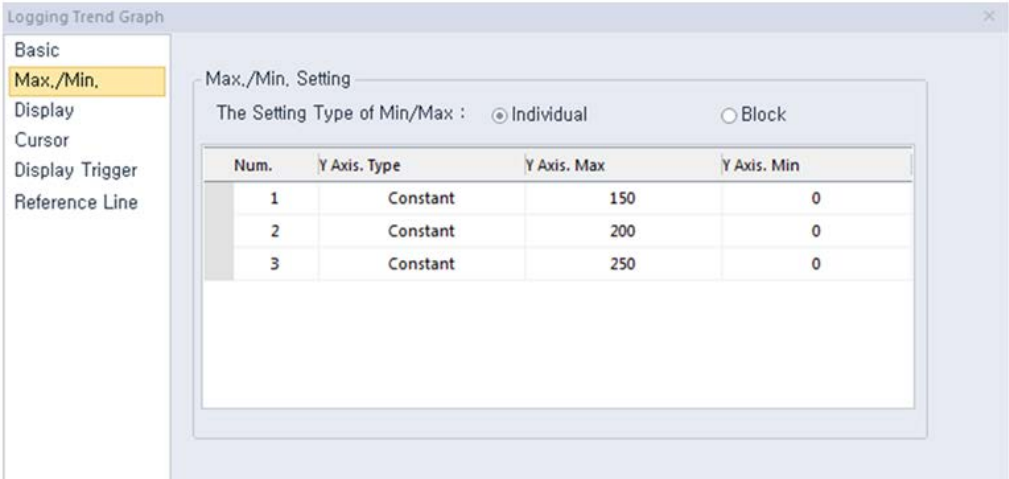 Logging Trend Graph
Basic
Max./Min.
Display
Cursor
Display Trigger
Reference Line
Max./Min. Setting
The Setting Type of Min/Max : Individual Block
Num. Y Axis. Type Y Axis. Max Y Axis. Min
1 Constant 150 0
2 Constant 200 0
3 Constant 250 0